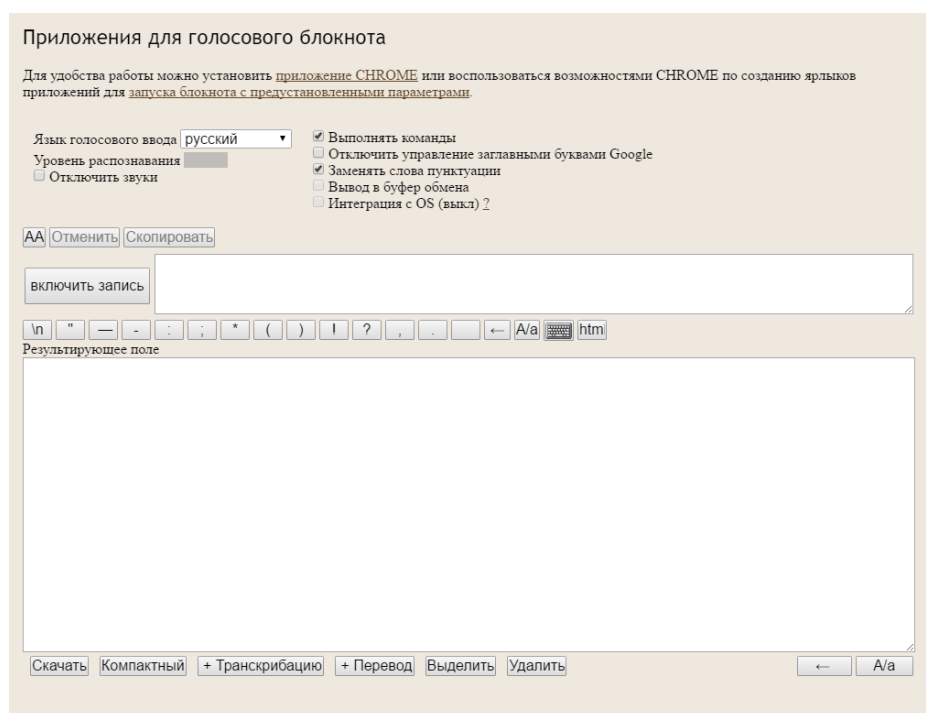 Приложения для голосового блокнота
Для удобства работы можно установить приложение CHROME или воспользоваться возможностями CHROME по созданию ярлыков
приложений для запуска блокнота с предустановленными параметрами.
Язык голосового ввода русский
Уровень распознавания
Отключить звуки
Выполнять команды
Отключить управление заглавными буквами Google
Заменять слова пунктуации
Вывод в буфер обмена
Интеграция с OS (выкл) ?
AA Отменить Скопировать
включить запись
\n " — - : ; * ( ) ! ? , . ← A/a html
Результирующее поле
Скачать Компактный + Транскрибацию + Перевод Выделить Удалить ← A/a